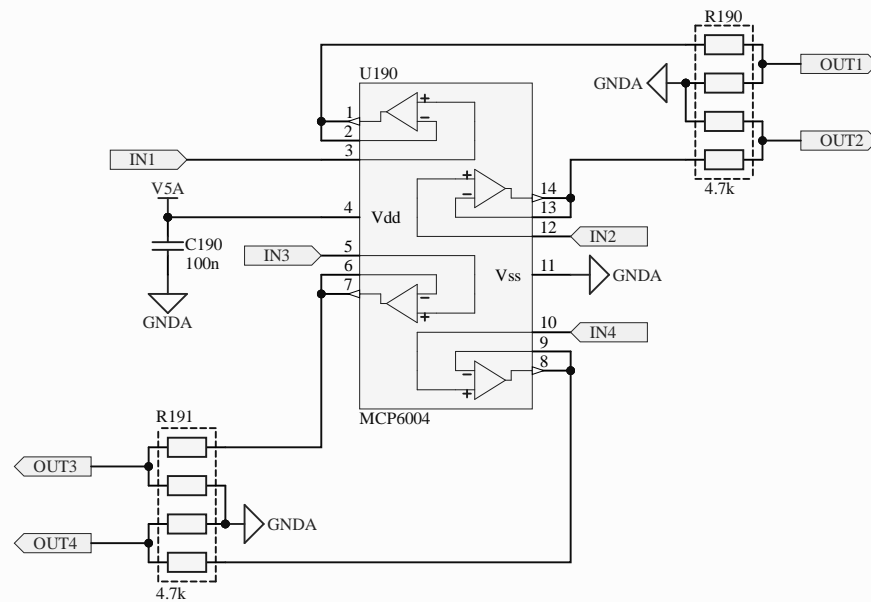 R190
OUT1
GNDA
OUT2
4.7k
U190
1
2
3
IN1
+
−
V5A
4
Vdd
C190
100n
GNDA
14
13
12
+
−
IN2
IN3
5
6
7
−
+
Vss
11
GNDA
10
9
8
IN4
−
+
MCP6004
R191
OUT3
GNDA
OUT4
4.7k